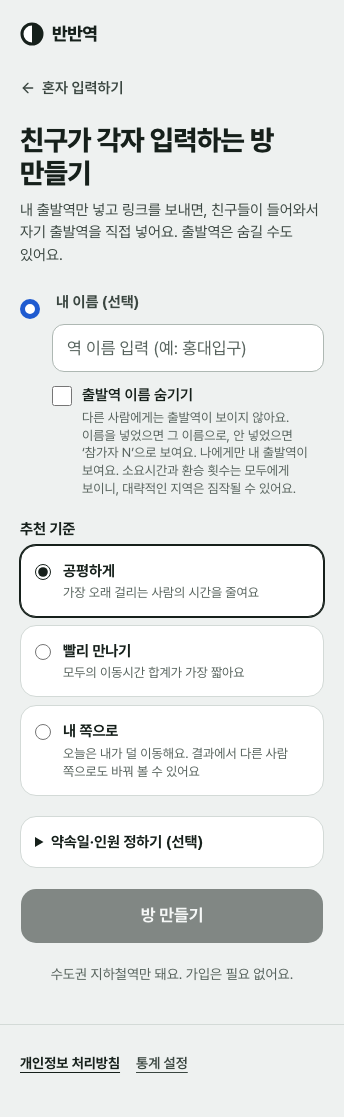 반반역
← 혼자 입력하기
친구가 각자 입력하는 방
만들기
내 출발역만 넣고 링크를 보내면, 친구들이 들어와서
자기 출발역을 직접 넣어요. 출발역은 숨길 수도
있어요.
내 이름 (선택)
역 이름 입력 (예: 홍대입구)
출발역 이름 숨기기
다른 사람에게는 출발역이 보이지 않아요.
이름을 넣었으면 그 이름으로, 안 넣었으면
‘참가자 N’으로 보여요. 나에게만 내 출발역이
보여요. 소요시간과 환승 횟수는 모두에게
보이니, 대략적인 지역은 짐작될 수 있어요.
추천 기준
공평하게
가장 오래 걸리는 사람의 시간을 줄여요
빨리 만나기
모두의 이동시간 합계가 가장 짧아요
내 쪽으로
오늘은 내가 덜 이동해요. 결과에서 다른 사람
쪽으로도 바꿔 볼 수 있어요
▶ 약속일·인원 정하기 (선택)
방 만들기
수도권 지하철역만 돼요. 가입은 필요 없어요.
개인정보 처리방침 통계 설정